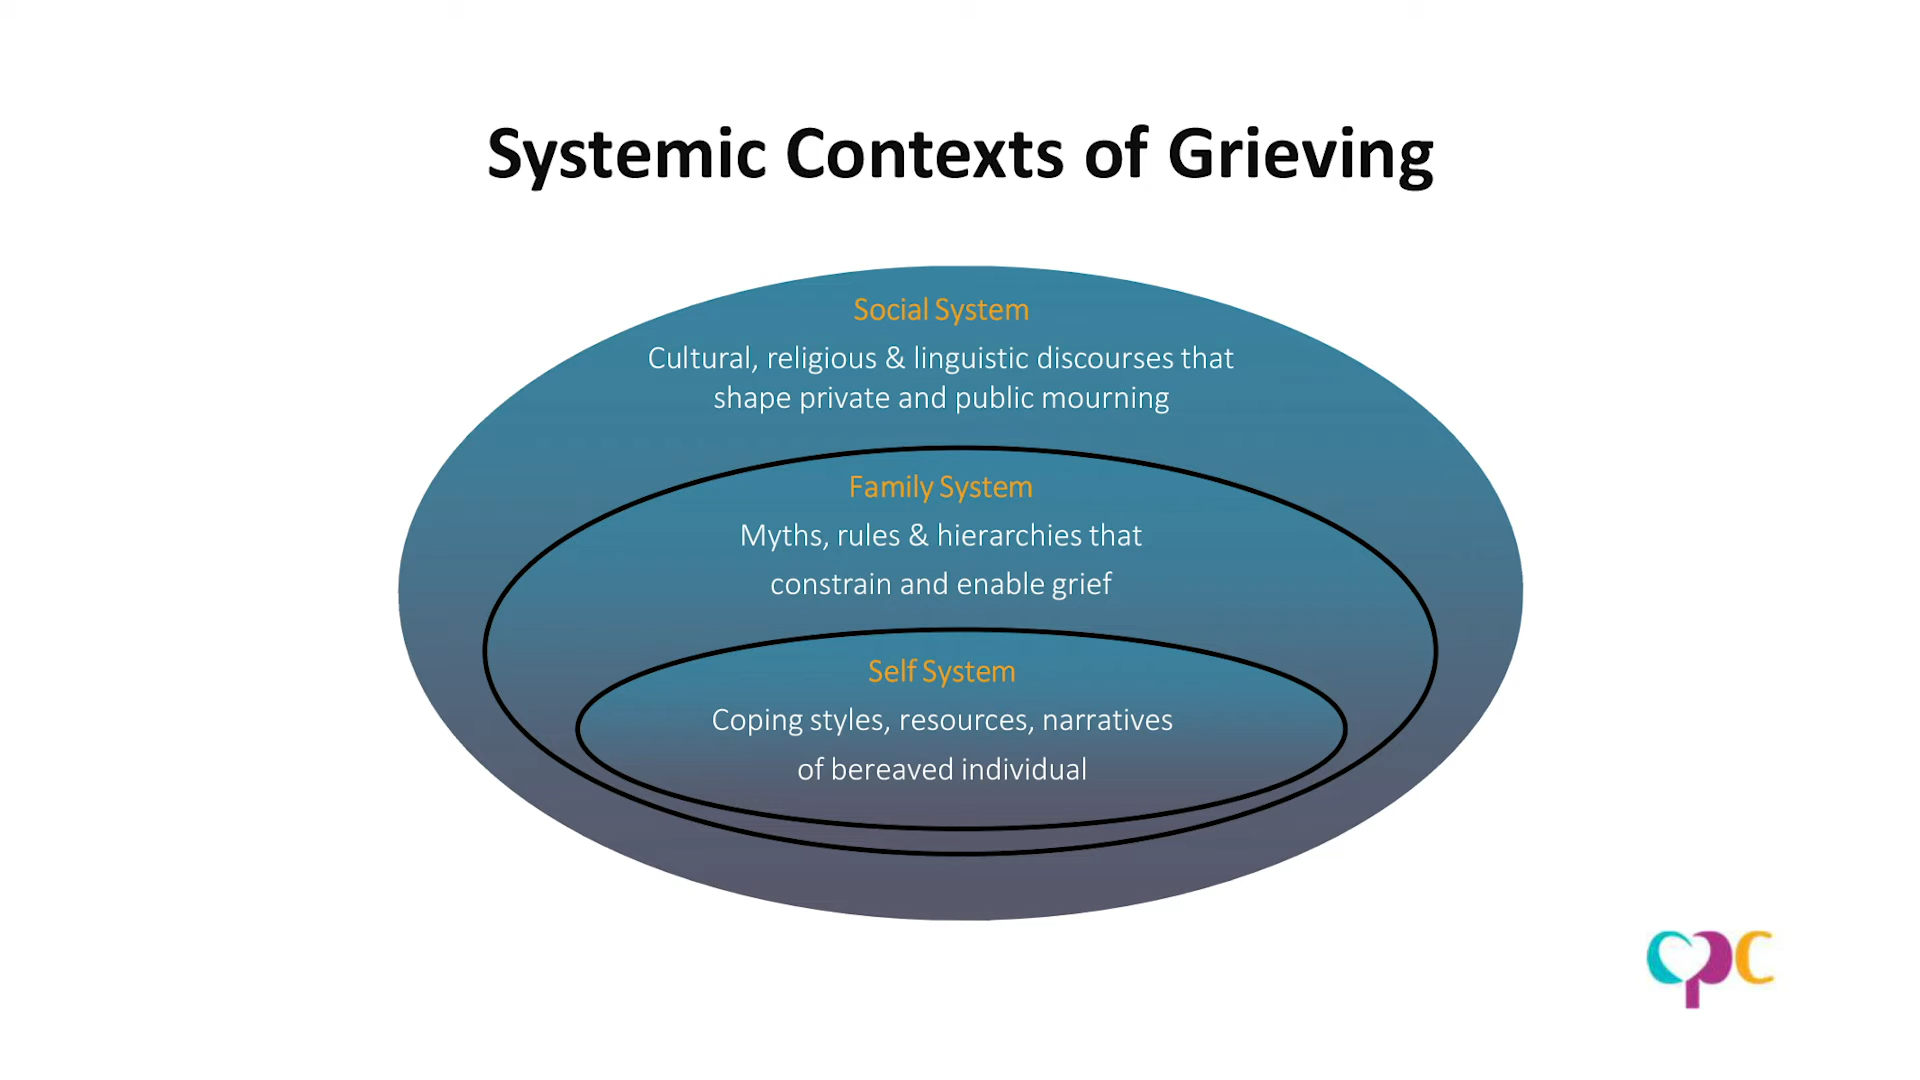 Systemic Contexts of Grieving
Social System
Cultural, religious & linguistic discourses that
shape private and public mourning
Family System
Myths, rules & hierarchies that
constrain and enable grief
Self System
Coping styles, resources, narratives
of bereaved individual
cpc